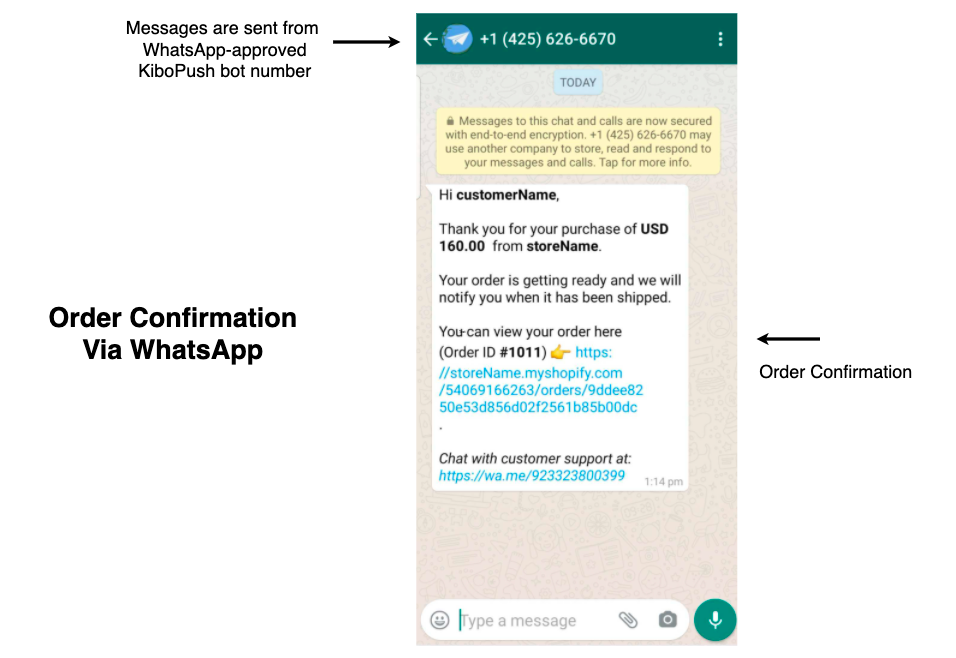 Messages are sent from
WhatsApp-approved
KiboPush bot number
+1 (425) 626-6670
TODAY
Messages to this chat and calls are now secured
with end-to-end encryption. +1 (425) 626-6670 may
use another company to store, read and respond to
your messages and calls. Tap for more info.
Hi customerName,
Thank you for your purchase of USD
160.00 from storeName.
Your order is getting ready and we will
notify you when it has been shipped.
You can view your order here
(Order ID #1011) 👉 https:
//storeName.myshopify.com
/54069166263/orders/9ddee82
50e53d856d02f2561b85b00dc
.
Chat with customer support at:
https://wa.me/923323800399
1:14 pm
Order Confirmation
Via WhatsApp
Order Confirmation
Type a message